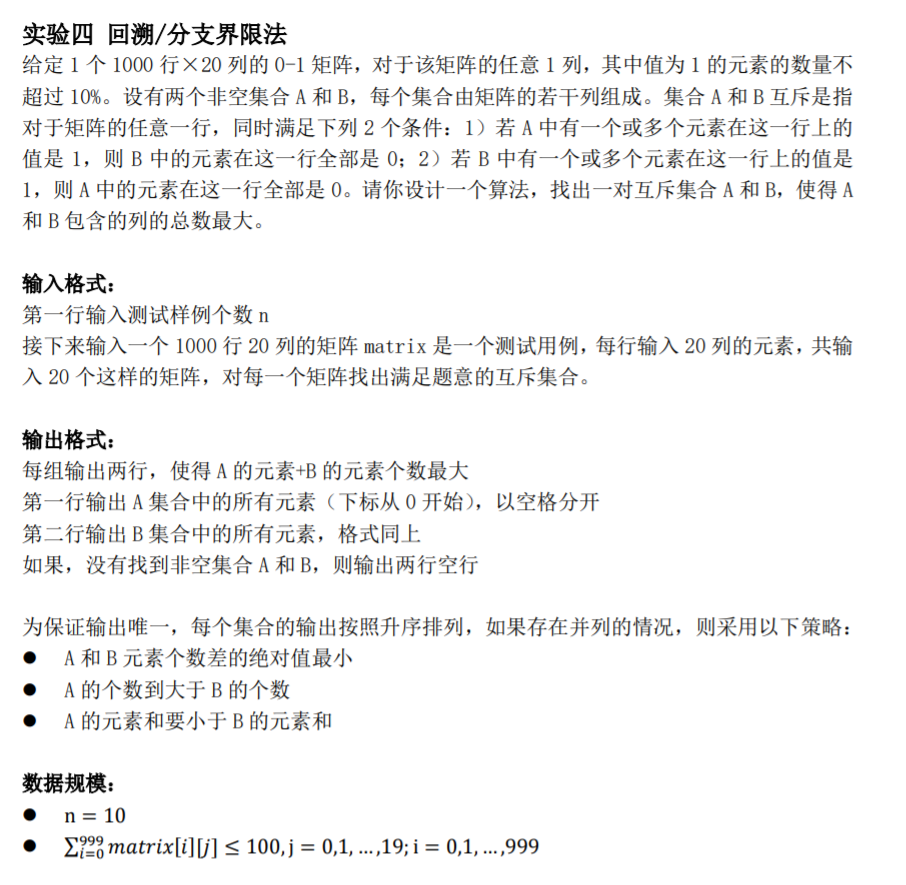 实验四 回溯/分支界限法
给定 1 个 1000 行×20 列的 0-1 矩阵，对于该矩阵的任意 1 列，其中值为 1 的元素的数量不
超过 10%。设有两个非空集合 A 和 B，每个集合由矩阵的若干列组成。集合 A 和 B 互斥是指
对于矩阵的任意一行，同时满足下列 2 个条件：1）若 A 中有一个或多个元素在这一行上的
值是 1，则 B 中的元素在这一行全部是 0；2）若 B 中有一个或多个元素在这一行上的值是
1，则 A 中的元素在这一行全部是 0。请你设计一个算法，找出一对互斥集合 A 和 B，使得 A
和 B 包含的列的总数最大。
输入格式：
第一行输入测试样例个数 n
接下来输入一个 1000 行 20 列的矩阵 matrix 是一个测试用例，每行输入 20 列的元素，共输
入 20 个这样的矩阵，对每一个矩阵找出满足题意的互斥集合。
输出格式：
每组输出两行，使得 A 的元素+B 的元素个数最大
第一行输出 A 集合中的所有元素（下标从 0 开始），以空格分开
第二行输出 B 集合中的所有元素，格式同上
如果，没有找到非空集合 A 和 B，则输出两行空行
为保证输出唯一，每个集合的输出按照升序排列，如果存在并列的情况，则采用以下策略：
● A 和 B 元素个数差的绝对值最小
● A 的个数到大于 B 的个数
● A 的元素和要小于 B 的元素和
数据规模：
● n = 10
● ∑_{i=0}^{999} matrix[i][j] ≤ 100, j = 0,1, … ,19; i = 0,1, … ,999